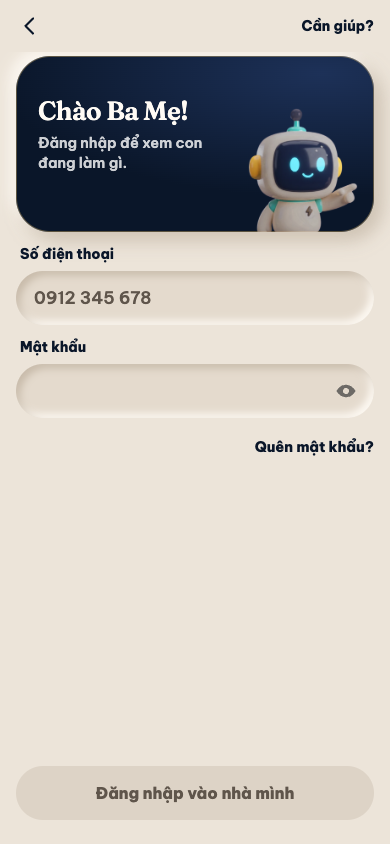 Cần giúp?
Chào Ba Mẹ!
Đăng nhập để xem con
đang làm gì.
Số điện thoại
0912 345 678
Mật khẩu
Quên mật khẩu?
Đăng nhập vào nhà mình